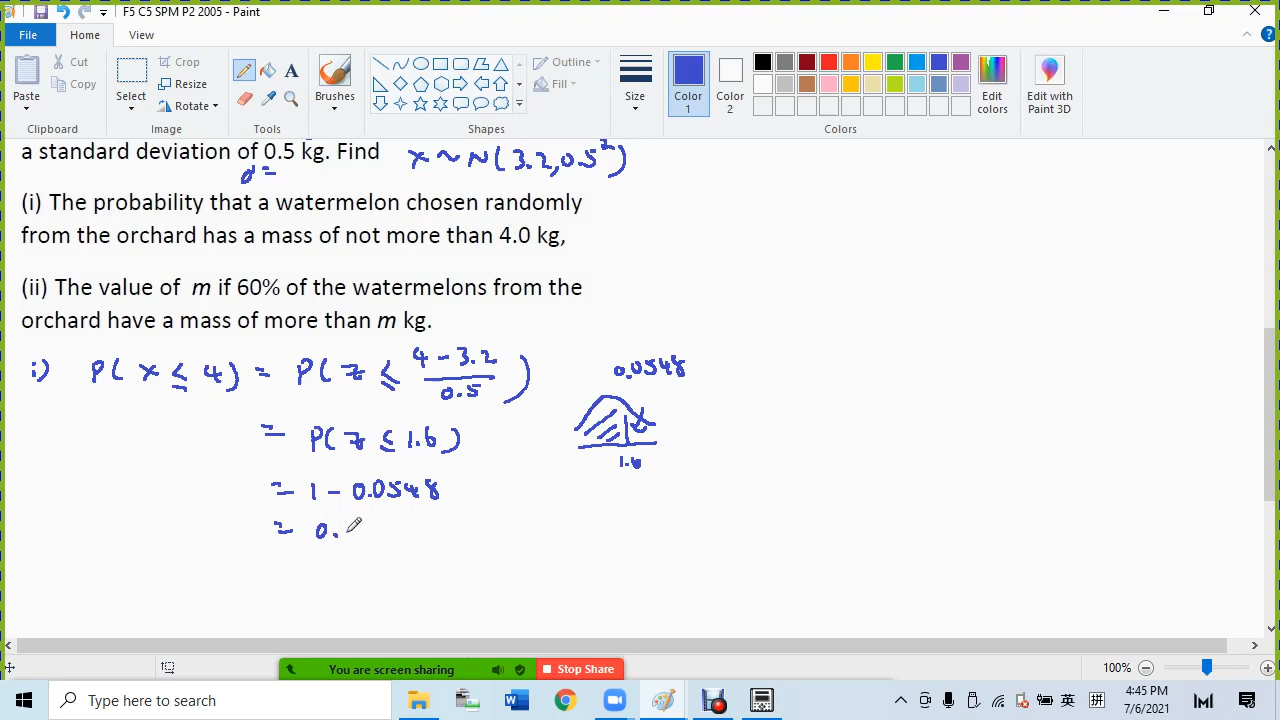 F5 C5 SPM P2 2005 - Paint
File Home View
Paste Cut Copy Select Crop Resize Rotate A Brushes Outline Fill Size Color 1 Color 2 Edit colors Edit with Paint 3D
Clipboard Image Tools Shapes Colors
a standard deviation of 0.5 kg. Find X ~ N(3.2, 0.5²)
σ =
(i) The probability that a watermelon chosen randomly
from the orchard has a mass of not more than 4.0 kg,
(ii) The value of m if 60% of the watermelons from the
orchard have a mass of more than m kg.
i) P(X ≤ 4) = P(Z ≤ (4 - 3.2)/0.5)
0.0548
= P(Z ≤ 1.6)
1.6
= 1 - 0.0548
= 0.
100%
You are screen sharing Stop Share
Type here to search
英 拼
4:45 PM
7/6/2021